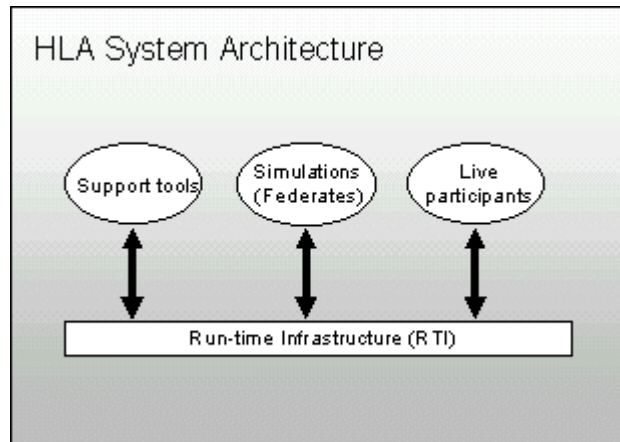 HLA System Architecture
Support tools
Simulations
(Federates)
Live
participants
Run-time Infrastructure (RTI)